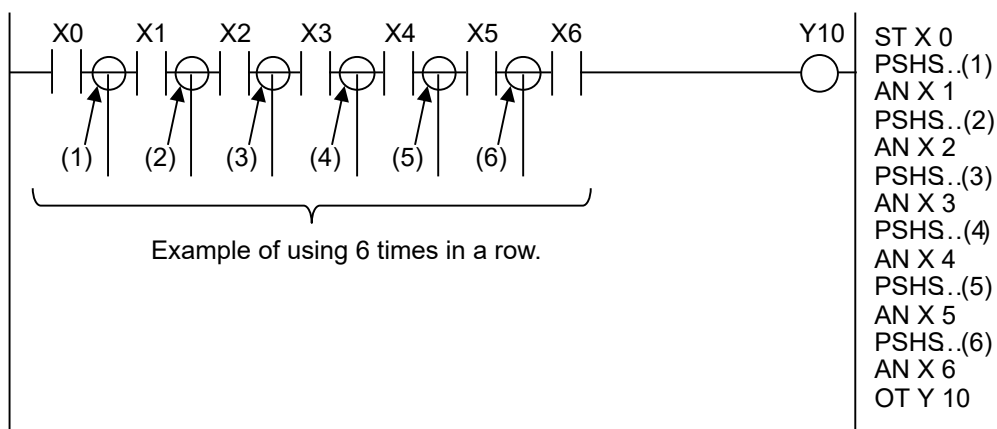 X0 X1 X2 X3 X4 X5 X6 Y10
(1) (2) (3) (4) (5) (6)
Example of using 6 times in a row.
ST X 0
PSHS...(1)
AN X 1
PSHS...(2)
AN X 2
PSHS...(3)
AN X 3
PSHS...(4)
AN X 4
PSHS...(5)
AN X 5
PSHS...(6)
AN X 6
OT Y 10